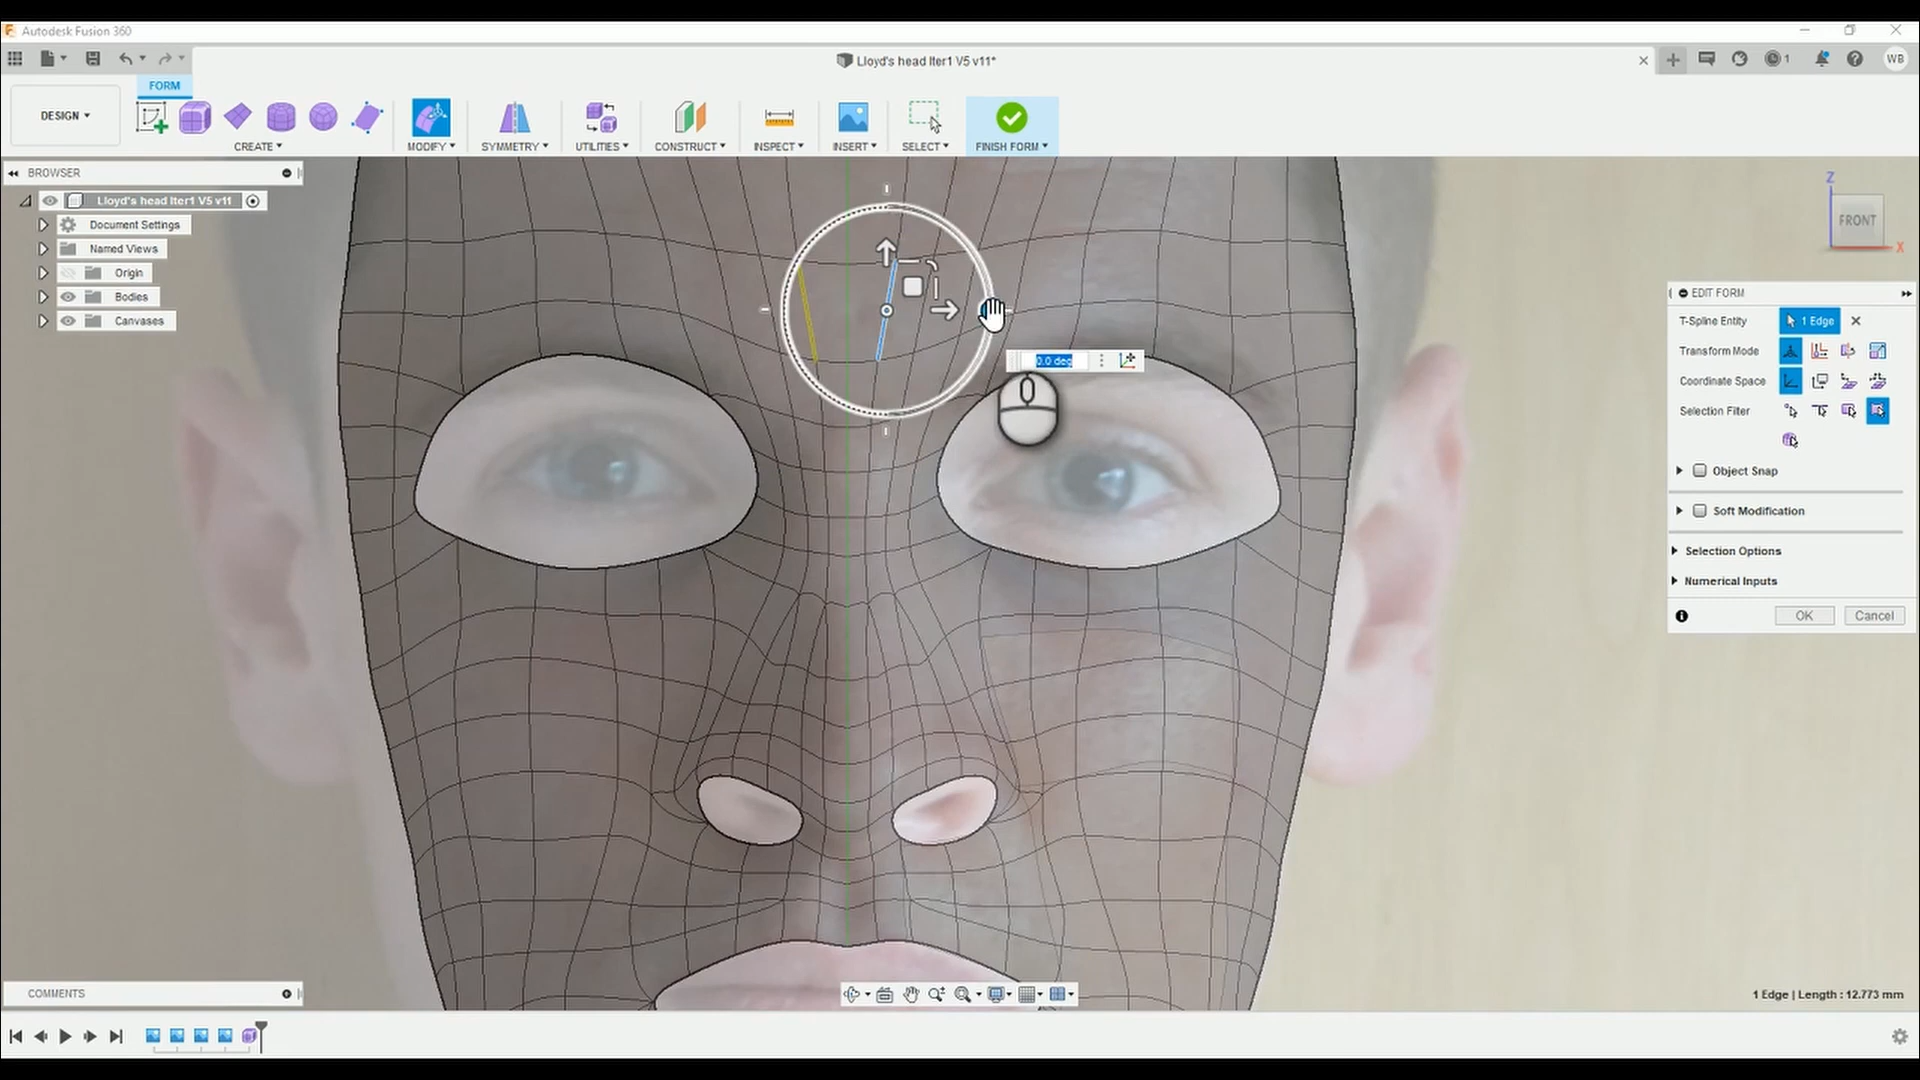 Autodesk Fusion 360
Lloyd's head Iter1 V5 v11*
1
WB
FORM
DESIGN
CREATE
MODIFY
SYMMETRY
UTILITIES
CONSTRUCT
INSPECT
INSERT
SELECT
FINISH FORM
BROWSER
Lloyd's head Iter1 V5 v11
Document Settings
Named Views
Origin
Bodies
Canvases
Z
FRONT
X
EDIT FORM
T-Spline Entity
1 Edge
Transform Mode
Coordinate Space
Selection Filter
Object Snap
Soft Modification
Selection Options
Numerical Inputs
OK
Cancel
0.0 deg
COMMENTS
1 Edge | Length : 12.773 mm